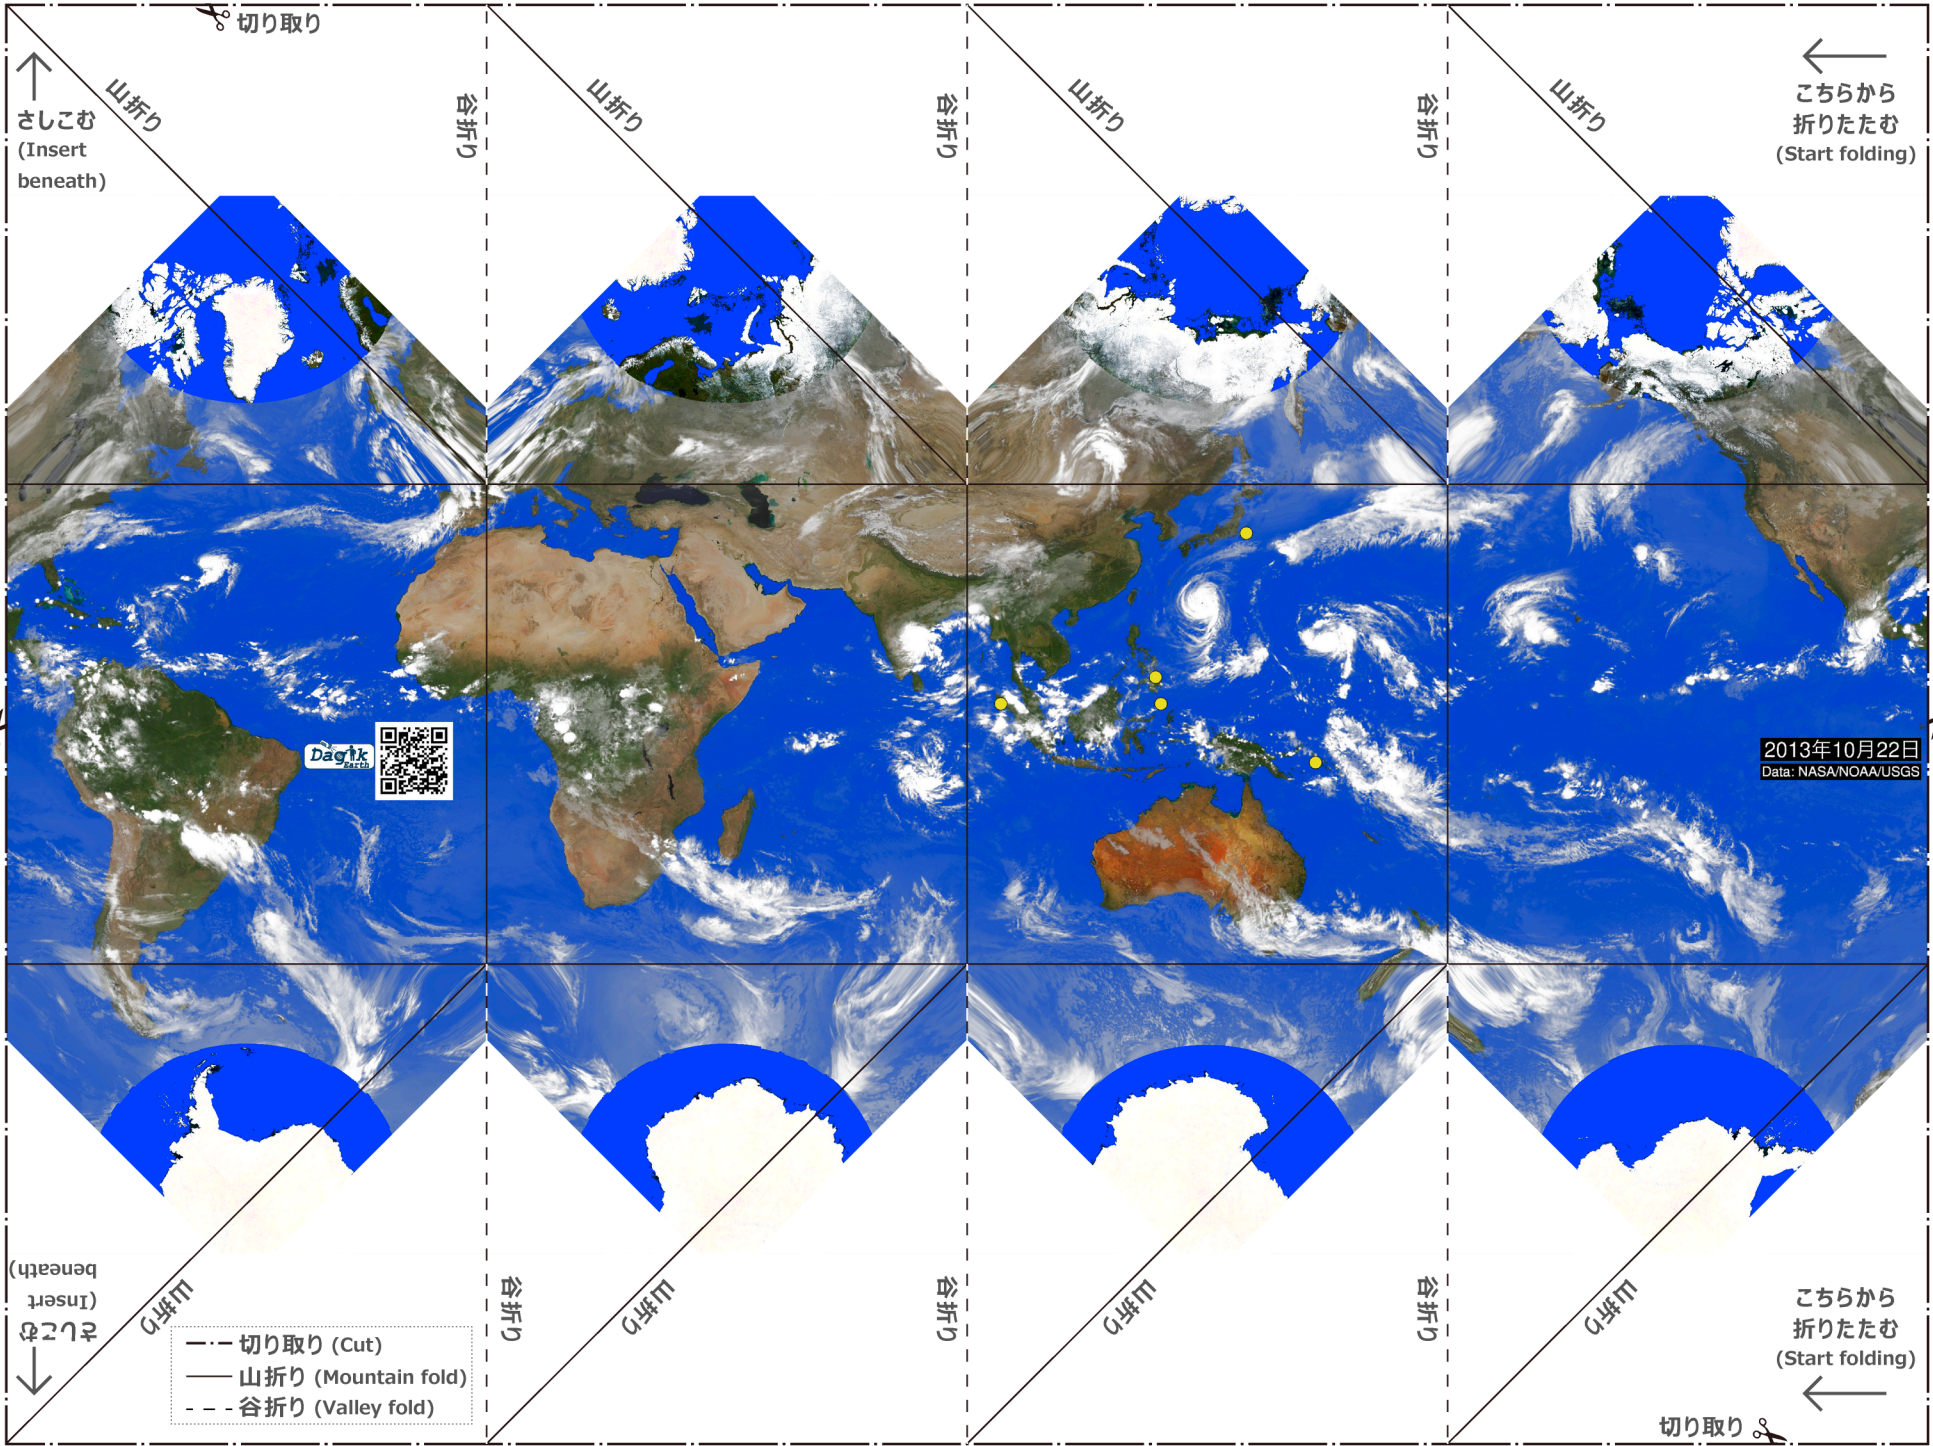 切り取り
山折り
谷折り
山折り
谷折り
山折り
谷折り
山折り
さしこむ
(Insert
beneath)
こちらから
折りたたむ
(Start folding)
Dagik
Earth
2013年10月22日
Data: NASA/NOAA/USGS
さしこむ
(Insert
beneath)
山折り
谷折り
山折り
谷折り
山折り
谷折り
山折り
切り取り (Cut)
山折り (Mountain fold)
谷折り (Valley fold)
こちらから
折りたたむ
(Start folding)
切り取り